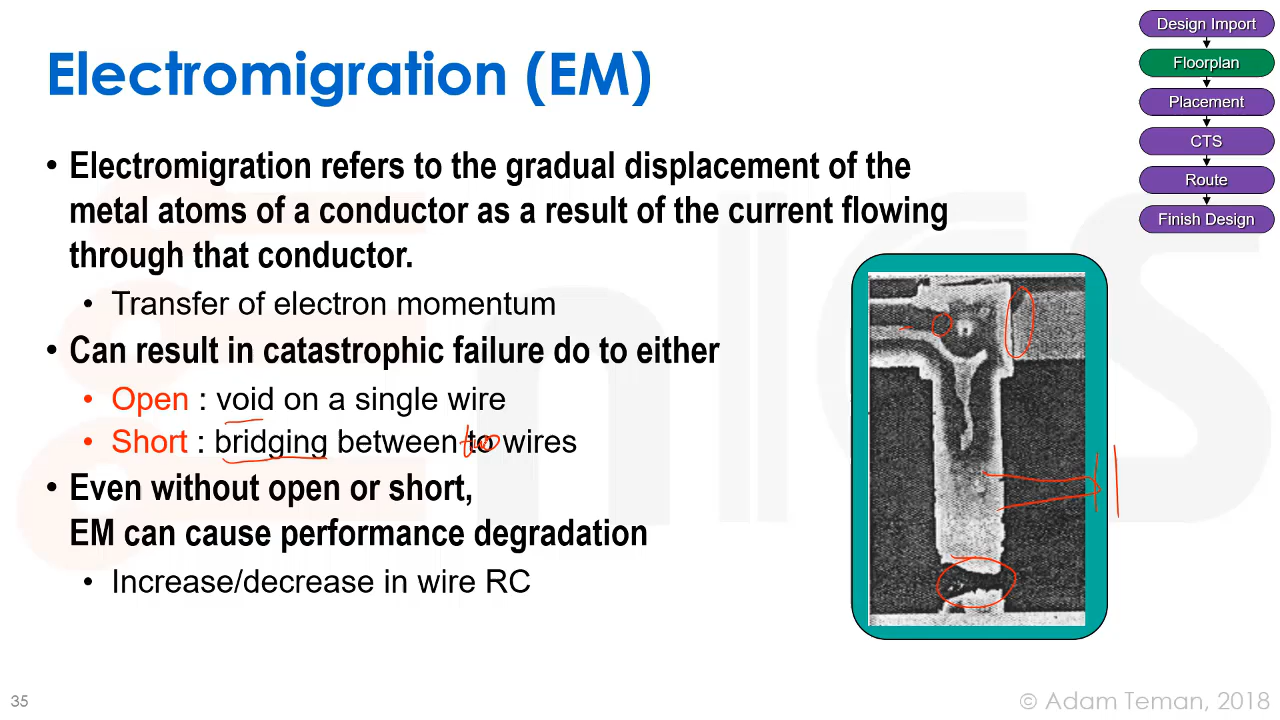 Electromigration (EM)
• Electromigration refers to the gradual displacement of the
metal atoms of a conductor as a result of the current flowing
through that conductor.
• Transfer of electron momentum
• Can result in catastrophic failure do to either
• Open : void on a single wire
• Short : bridging between to wires
two
• Even without open or short,
EM can cause performance degradation
• Increase/decrease in wire RC
Design Import
Floorplan
Placement
CTS
Route
Finish Design
35
© Adam Teman, 2018